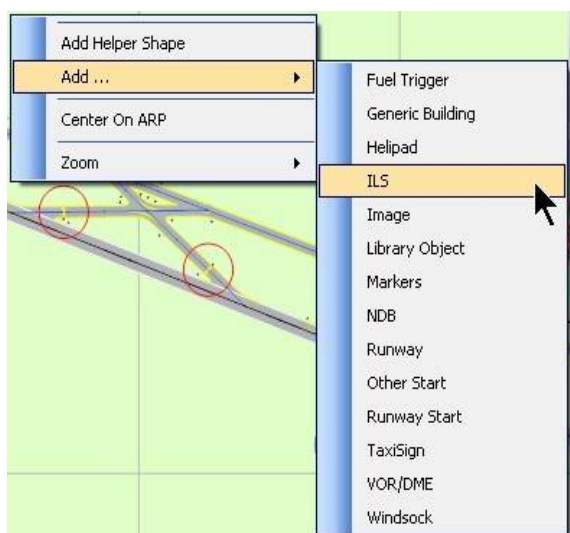 Add Helper Shape
Add ...
Center On ARP
Zoom
Fuel Trigger
Generic Building
Helipad
ILS
Image
Library Object
Markers
NDB
Runway
Other Start
Runway Start
TaxiSign
VOR/DME
Windsock